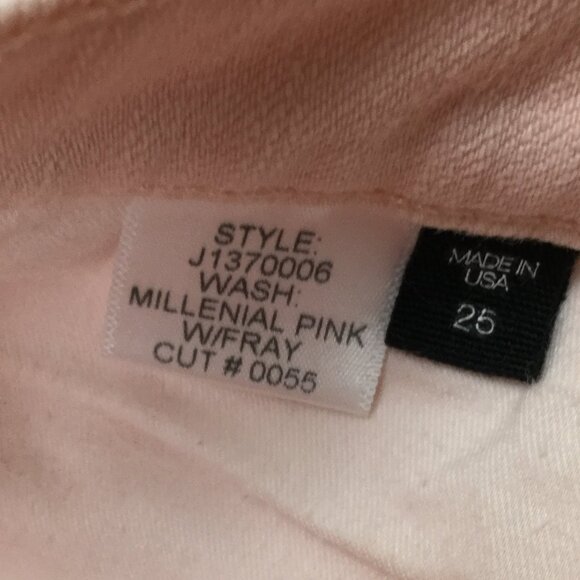 STYLE:
J1370006
WASH:
MILLENIAL PINK
W/FRAY
CUT # 0055
MADE IN
USA
25